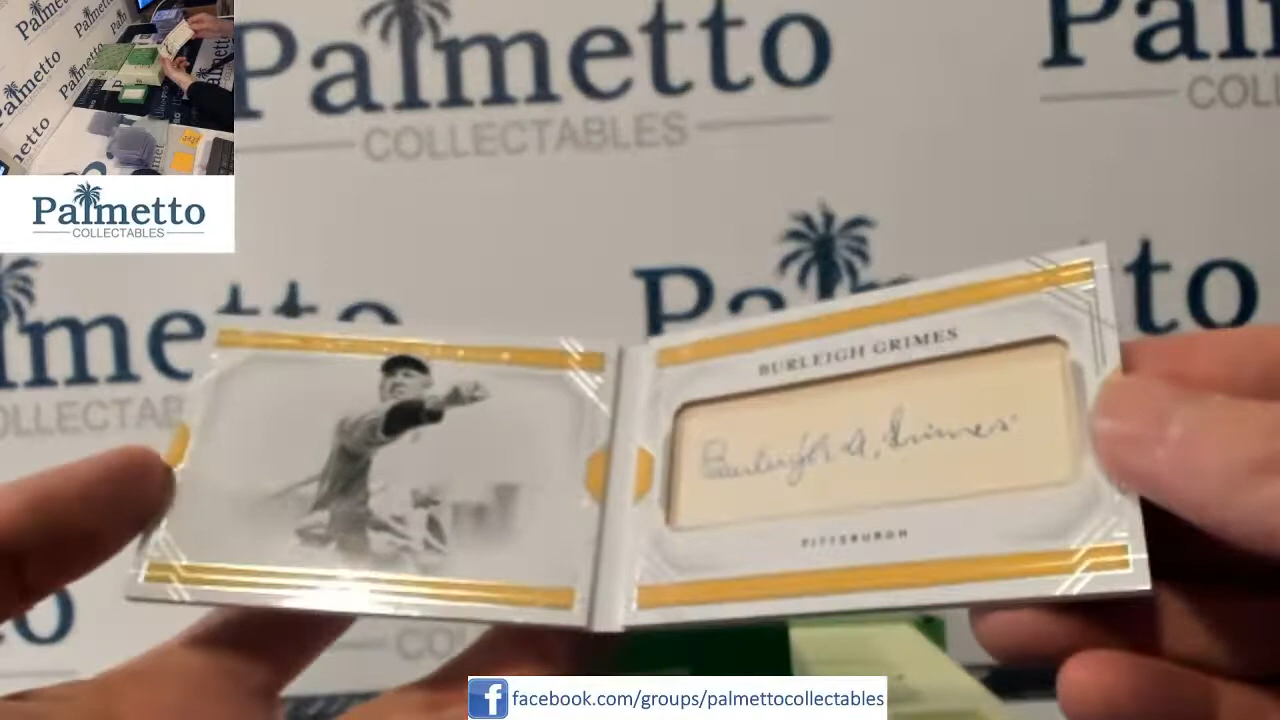 Palmetto
COLLECTABLES
Palmetto
COLLECTABLES
BURLEIGH GRIMES
Burleigh A. Grimes
PITTSBURGH
facebook.com/groups/palmettocollectables